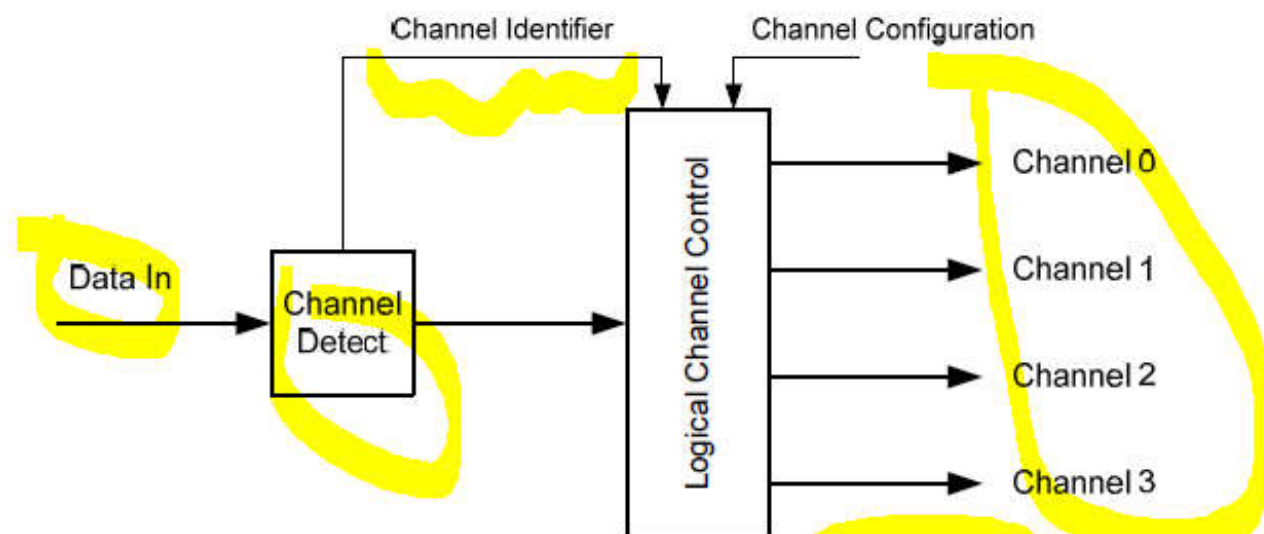 Channel Identifier
Channel Configuration
Data In
Channel
Detect
Logical Channel Control
Channel 0
Channel 1
Channel 2
Channel 3